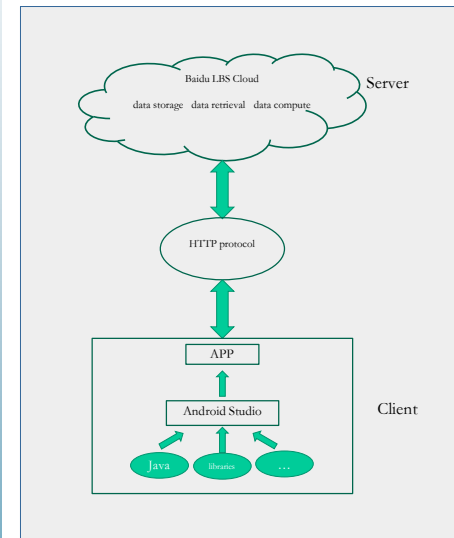 Baidu LBS Cloud
Server
data storage data retrieval data compute
HTTP protocol
APP
Android Studio
Client
Java
libraries
…